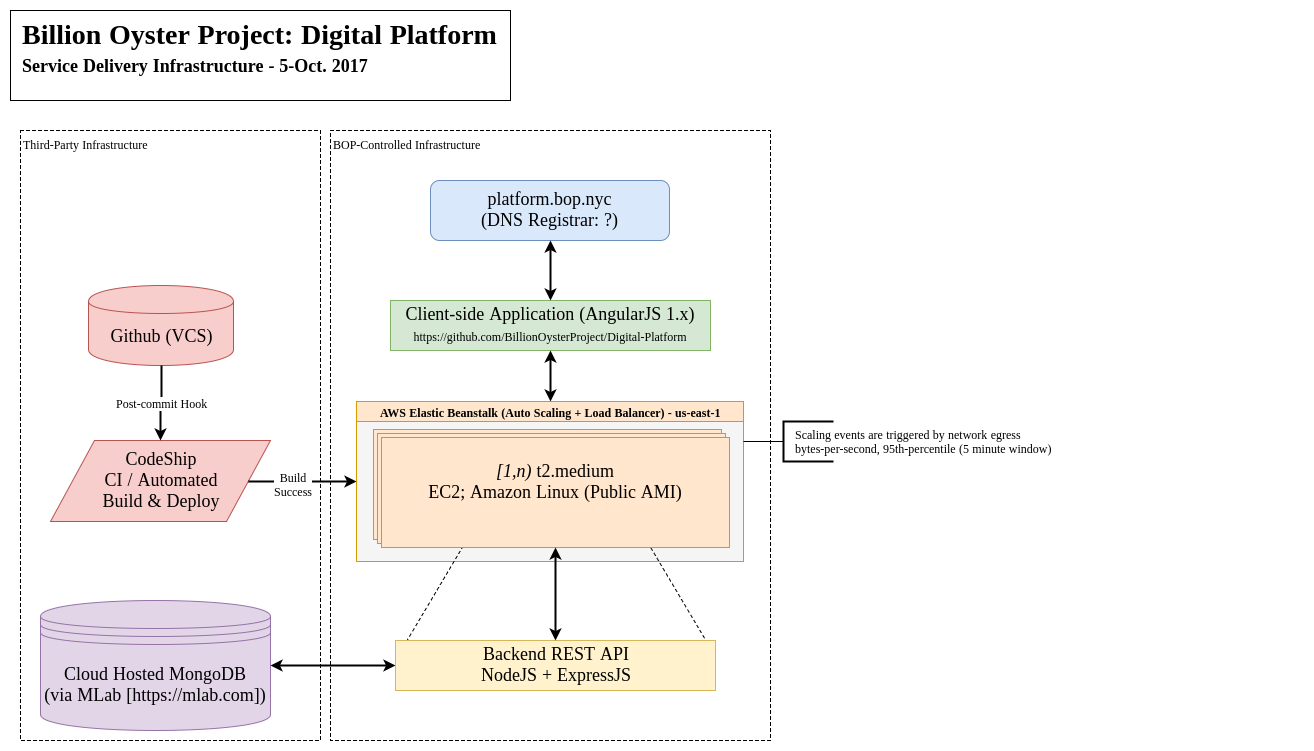 Billion Oyster Project: Digital Platform
Service Delivery Infrastructure - 5-Oct. 2017
Third-Party Infrastructure
BOP-Controlled Infrastructure
platform.bop.nyc
(DNS Registrar: ?)
Client-side Application (AngularJS 1.x)
https://github.com/BillionOysterProject/Digital-Platform
Github (VCS)
Post-commit Hook
CodeShip
CI / Automated
Build & Deploy
Build
Success
AWS Elastic Beanstalk (Auto Scaling + Load Balancer) - us-east-1
[1,n) t2.medium
EC2; Amazon Linux (Public AMI)
Scaling events are triggered by network egress
bytes-per-second, 95th-percentile (5 minute window)
Cloud Hosted MongoDB
(via MLab [https://mlab.com])
Backend REST API
NodeJS + ExpressJS